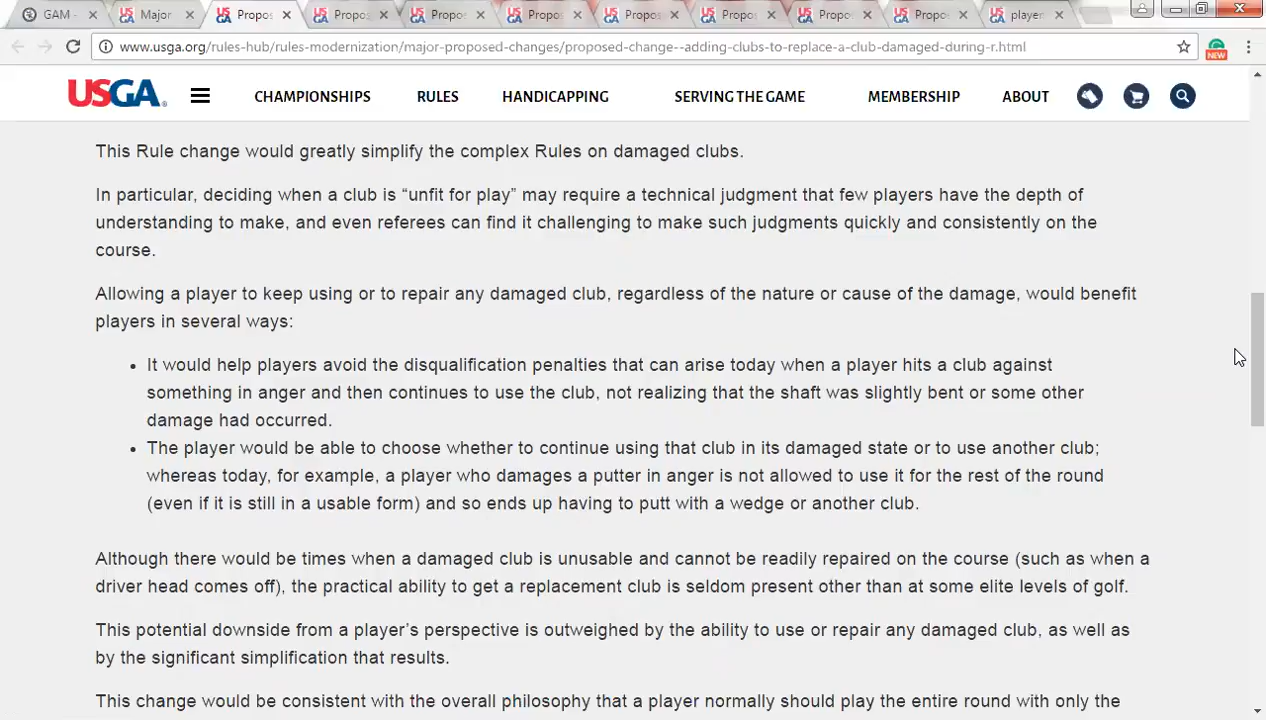 GAM -
Major
Propos
Propos
Propos
Propos
Propos
Propos
Propos
Propos
player
www.usga.org/rules-hub/rules-modernization/major-proposed-changes/proposed-change--adding-clubs-to-replace-a-club-damaged-during-r.html
NEW
USGA CHAMPIONSHIPS RULES HANDICAPPING SERVING THE GAME MEMBERSHIP ABOUT
This Rule change would greatly simplify the complex Rules on damaged clubs.
In particular, deciding when a club is “unfit for play” may require a technical judgment that few players have the depth of
understanding to make, and even referees can find it challenging to make such judgments quickly and consistently on the
course.
Allowing a player to keep using or to repair any damaged club, regardless of the nature or cause of the damage, would benefit
players in several ways:
• It would help players avoid the disqualification penalties that can arise today when a player hits a club against
something in anger and then continues to use the club, not realizing that the shaft was slightly bent or some other
damage had occurred.
• The player would be able to choose whether to continue using that club in its damaged state or to use another club;
whereas today, for example, a player who damages a putter in anger is not allowed to use it for the rest of the round
(even if it is still in a usable form) and so ends up having to putt with a wedge or another club.
Although there would be times when a damaged club is unusable and cannot be readily repaired on the course (such as when a
driver head comes off), the practical ability to get a replacement club is seldom present other than at some elite levels of golf.
This potential downside from a player’s perspective is outweighed by the ability to use or repair any damaged club, as well as
by the significant simplification that results.
This change would be consistent with the overall philosophy that a player normally should play the entire round with only the